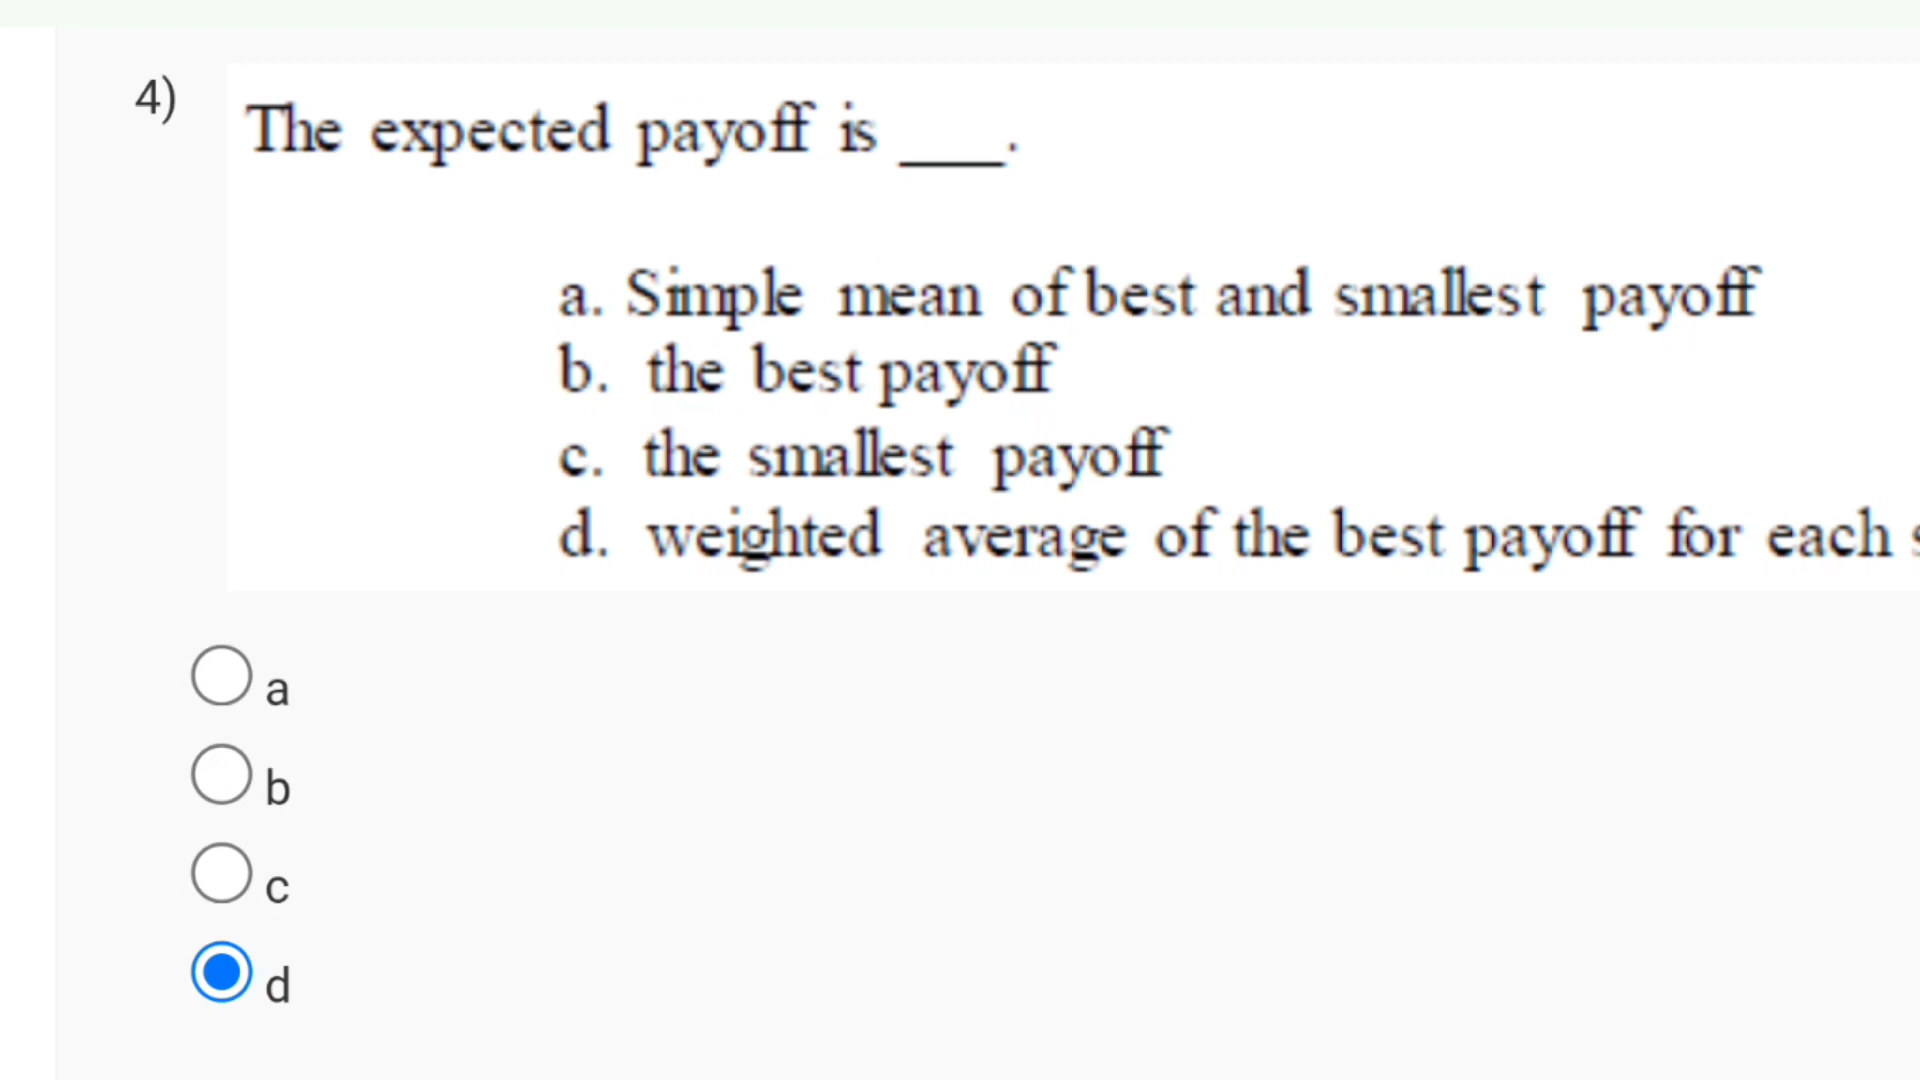 4) The expected payoff is ___.
a. Simple mean of best and smallest payoff
b. the best payoff
c. the smallest payoff
d. weighted average of the best payoff for each
a
b
c
d